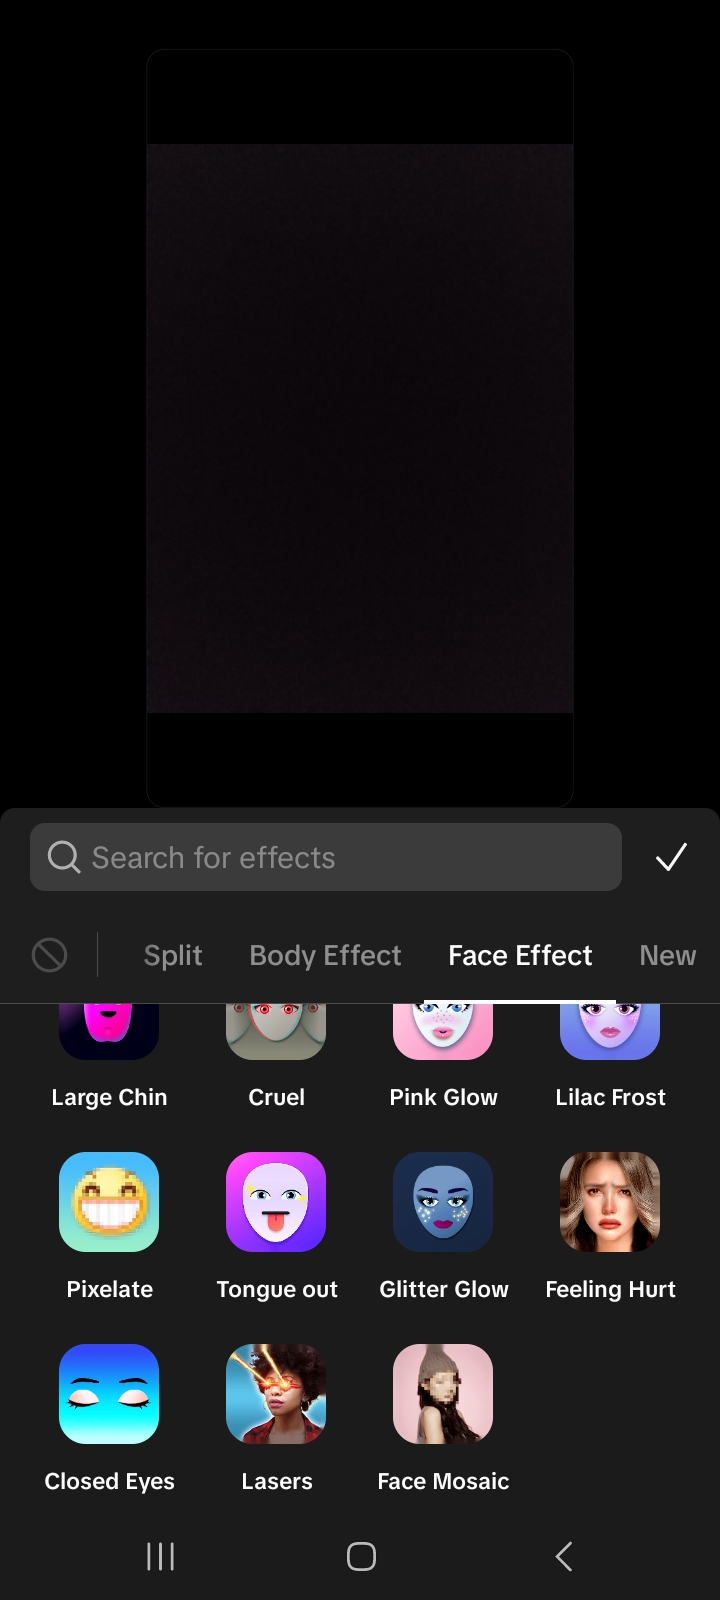 Search for effects
Split Body Effect Face Effect New
Large Chin Cruel Pink Glow Lilac Frost
Pixelate Tongue out Glitter Glow Feeling Hurt
Closed Eyes Lasers Face Mosaic